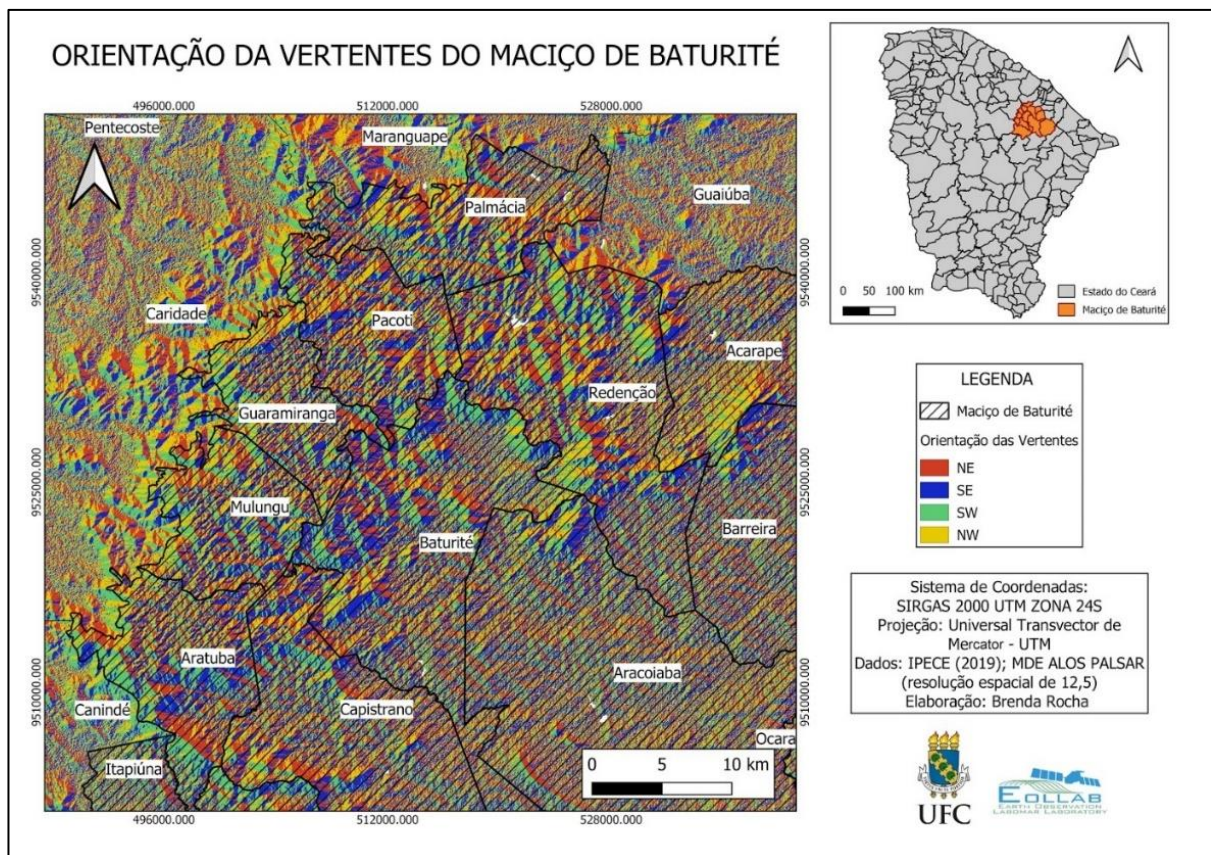 ORIENTAÇÃO DA VERTENTES DO MACIÇO DE BATURITÉ
496000.000 512000.000 528000.000
Pentecoste
Maranguape
Palmácia
Guaiúba
9540000.000
9540000.000
Caridade
Pacoti
Acarape
Redenção
Guaramiranga
9525000.000
9525000.000
Mulungu
Baturité
Barreira
Aratuba
Aracoiaba
9510000.000
9510000.000
Canindé
Capistrano
Ocara
Itapiúna
0 5 10 km
496000.000 512000.000 528000.000
0 50 100 km
Estado do Ceará
Maciço de Baturité
LEGENDA
Maciço de Baturité
Orientação das Vertentes
NE
SE
SW
NW
Sistema de Coordenadas:
SIRGAS 2000 UTM ZONA 24S
Projeção: Universal Transvector de
Mercator - UTM
Dados: IPECE (2019); MDE ALOS PALSAR
(resolução espacial de 12,5)
Elaboração: Brenda Rocha
UFC
EOLLAB
EARTH OBSERVATION
LABOMAR LABORATORY